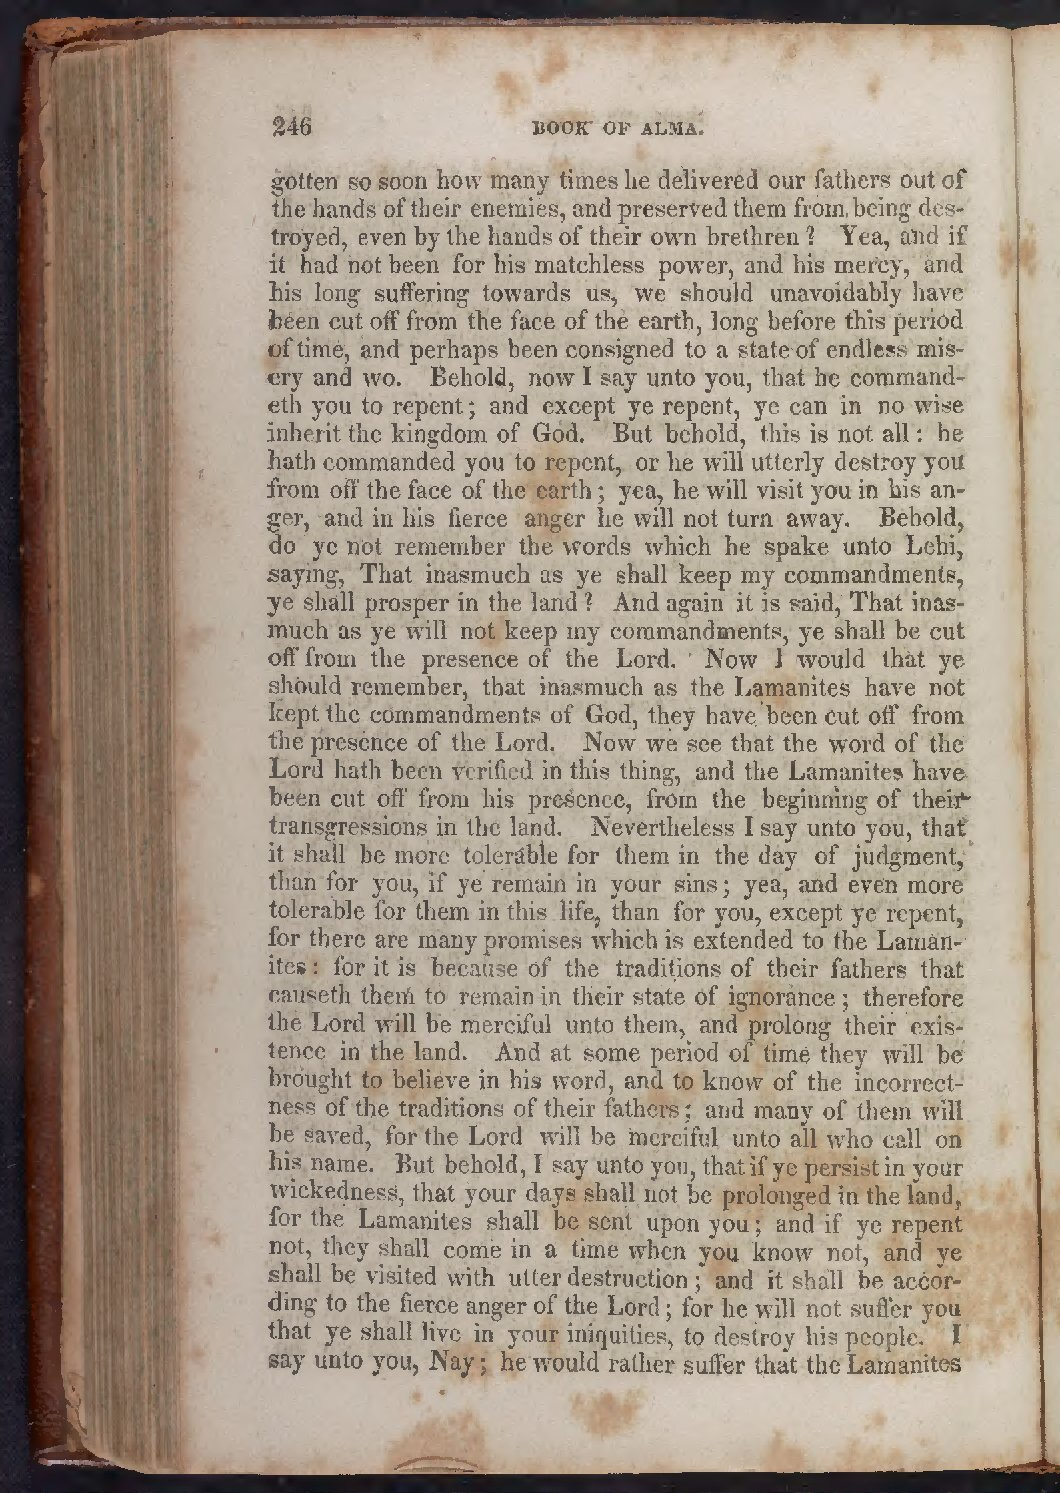 246 BOOK OF ALMA.
gotten so soon how many times he delivered our fathers out of
the hands of their enemies, and preserved them from being des-
troyed, even by the hands of their own brethren? Yea, and if
it had not been for his matchless power, and his mercy, and
his long suffering towards us, we should unavoidably have
been cut off from the face of the earth, long before this period
of time, and perhaps been consigned to a state of endless mis-
ery and wo. Behold, now I say unto you, that he command-
eth you to repent; and except ye repent, ye can in no wise
inherit the kingdom of God. But behold, this is not all: he
hath commanded you to repent, or he will utterly destroy you
from off the face of the earth; yea, he will visit you in his an-
ger, and in his fierce anger he will not turn away. Behold,
do ye not remember the words which he spake unto Lehi,
saying, That inasmuch as ye shall keep my commandments,
ye shall prosper in the land? And again it is said, That inas-
much as ye will not keep my commandments, ye shall be cut
off from the presence of the Lord. Now I would that ye
should remember, that inasmuch as the Lamanites have not
kept the commandments of God, they have been cut off from
the presence of the Lord. Now we see that the word of the
Lord hath been verified in this thing, and the Lamanites have
been cut off from his presence, from the beginning of their
transgressions in the land. Nevertheless I say unto you, that
it shall be more tolerable for them in the day of judgment,
than for you, if ye remain in your sins; yea, and even more
tolerable for them in this life, than for you, except ye repent,
for there are many promises which is extended to the Laman-
ites: for it is because of the traditions of their fathers that
causeth them to remain in their state of ignorance; therefore
the Lord will be merciful unto them, and prolong their exis-
tence in the land. And at some period of time they will be
brought to believe in his word, and to know of the incorrect-
ness of the traditions of their fathers; and many of them will
be saved, for the Lord will be merciful unto all who call on
his name. But behold, I say unto you, that if ye persist in your
wickedness, that your days shall not be prolonged in the land,
for the Lamanites shall be sent upon you; and if ye repent
not, they shall come in a time when you know not, and ye
shall be visited with utter destruction; and it shall be accor-
ding to the fierce anger of the Lord; for he will not suffer you
that ye shall live in your iniquities, to destroy his people. I
say unto you, Nay; he would rather suffer that the Lamanites